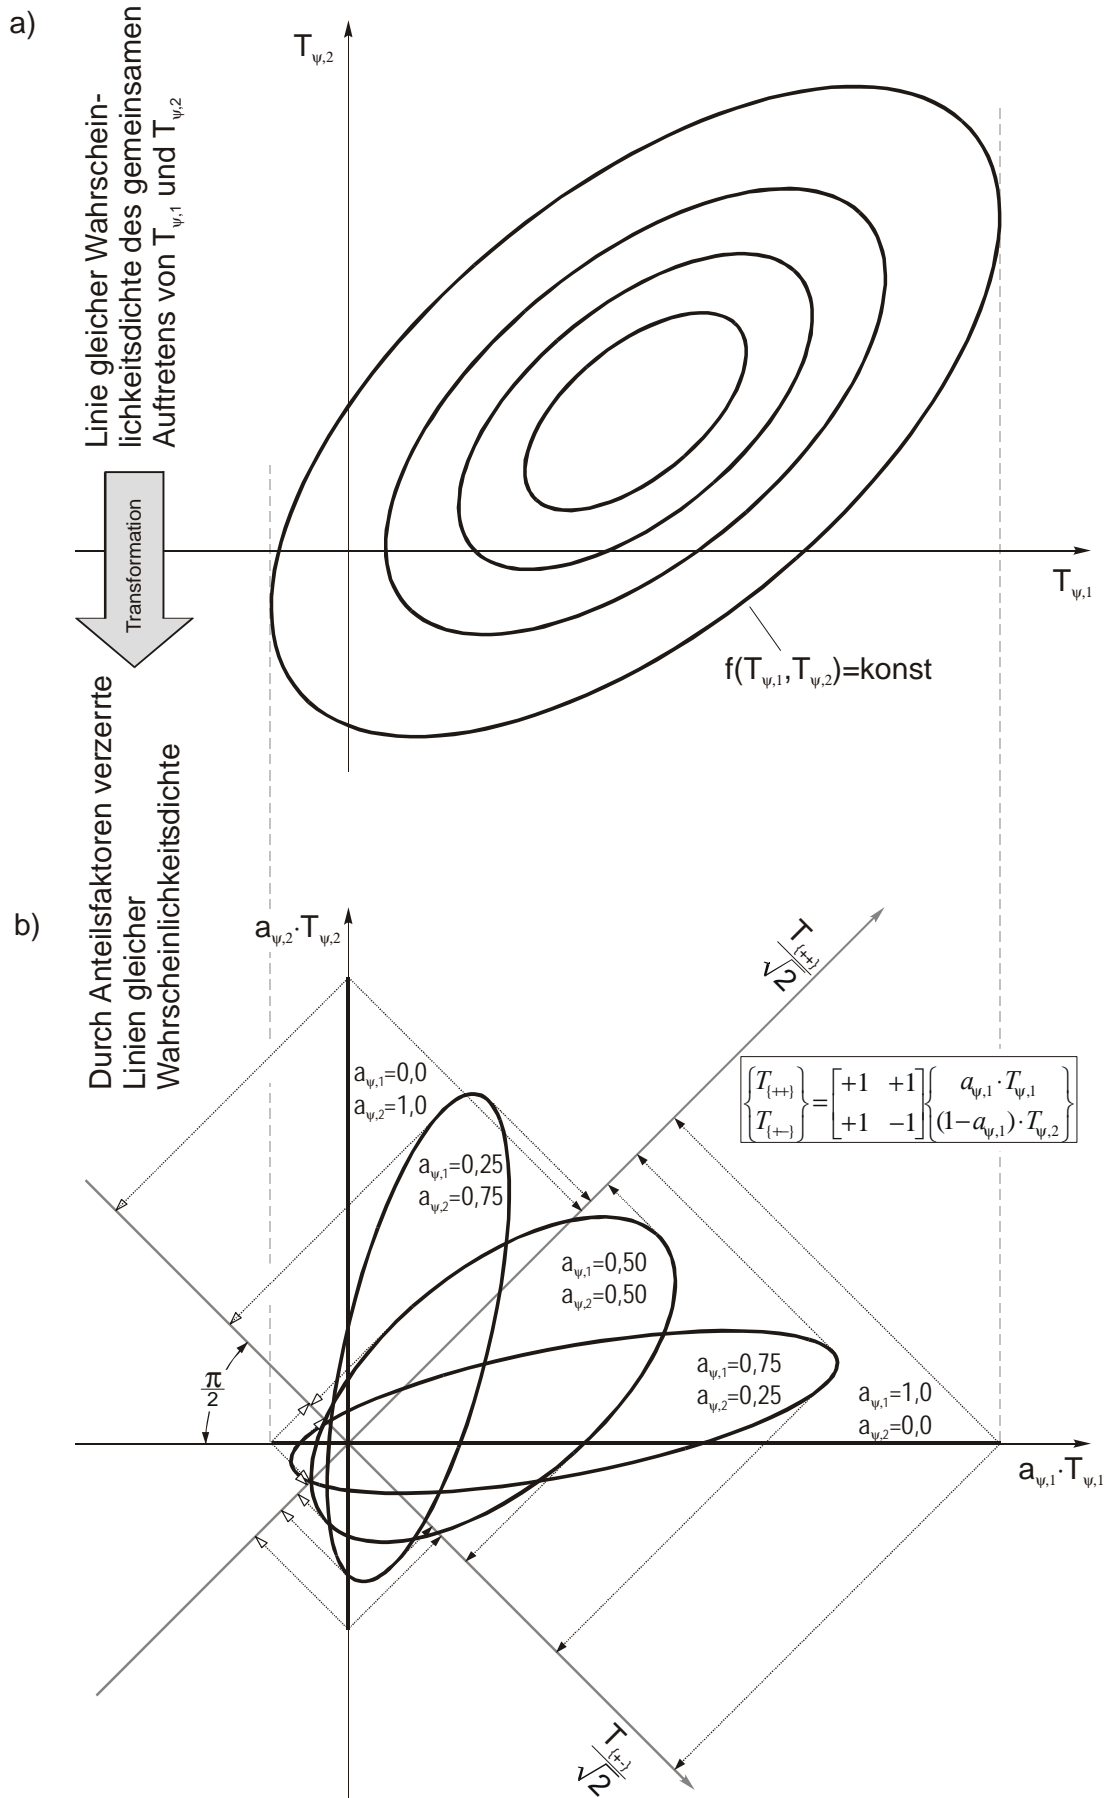 a)
T_ψ,2
Linie gleicher Wahrschein-
lichkeitsdichte des gemeinsamen
Auftretens von T_ψ,1 und T_ψ,2
Transformation
T_ψ,1
f(T_ψ,1,T_ψ,2)=konst
Durch Anteilsfaktoren verzerrte
Linien gleicher
Wahrscheinlichkeitsdichte
b)
a_ψ,2·T_ψ,2
T_{++}
√2
{T_{++}} = [+1 +1] {a_ψ,1·T_ψ,1}
{T_{+-}} [+1 −1] {(1−a_ψ,1)·T_ψ,2}
a_ψ,1=0,0
a_ψ,2=1,0
a_ψ,1=0,25
a_ψ,2=0,75
a_ψ,1=0,50
a_ψ,2=0,50
a_ψ,1=0,75
a_ψ,2=0,25
a_ψ,1=1,0
a_ψ,2=0,0
π
2
a_ψ,1·T_ψ,1
T_{+-}
√2